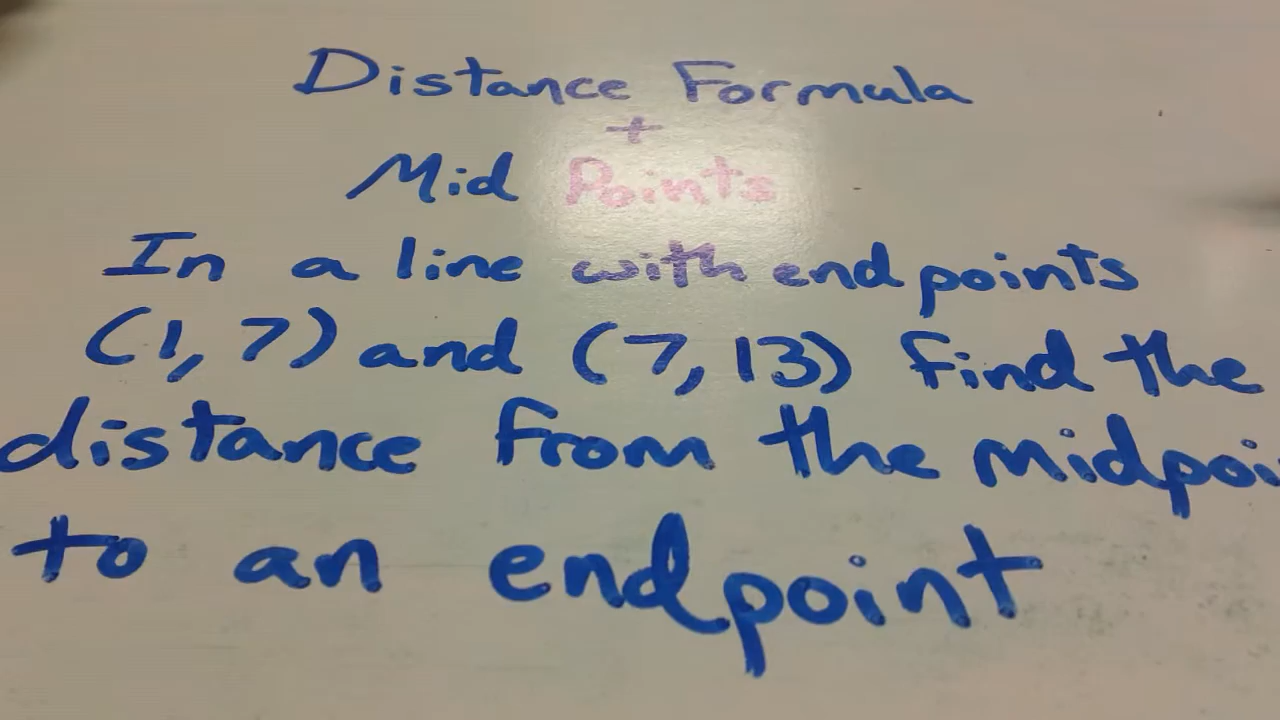 Distance Formula
+
Mid Points
In a line with endpoints
(1,7) and (7,13) find the
distance from the midpoi
to an endpoint